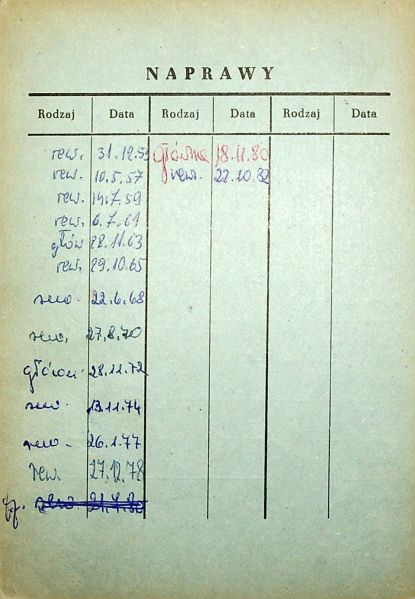 NAPRAWY
Rodzaj Data Rodzaj Data Rodzaj Data
rew. 31.12.53 główna 18.11.80
rew. 10.5.57 rew. 22.10.82
rew. 14.7.59
rew. 6.7.61
głów 28.11.63
rew. 29.10.65
rew. 22.6.68
rew. 27.8.70
główn 28.11.72
rew. 13.11.74
rew. 26.1.77
rew. 27.12.78